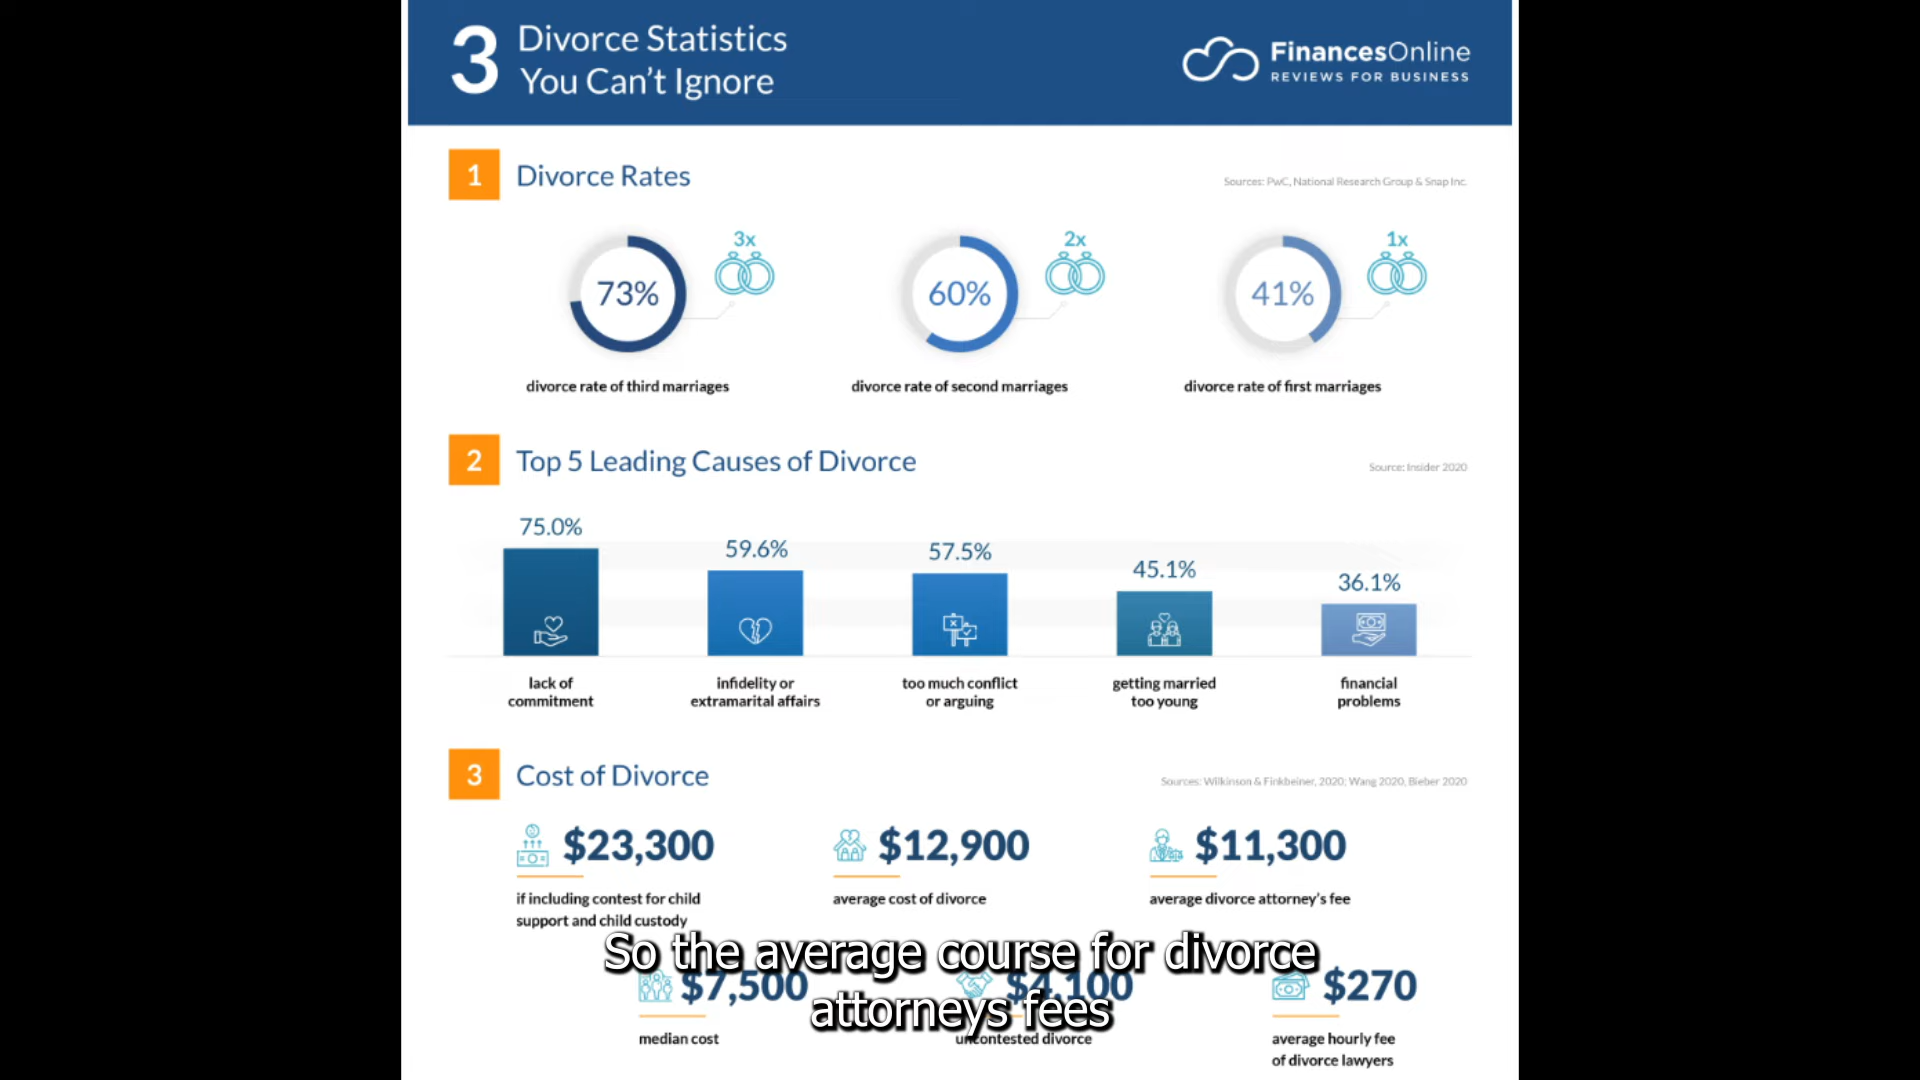 3
Divorce Statistics
You Can't Ignore
FinancesOnline
REVIEWS FOR BUSINESS
1
Divorce Rates
Sources: PwC, National Research Group & Snap Inc.
3x
2x
1x
73%
60%
41%
divorce rate of third marriages
divorce rate of second marriages
divorce rate of first marriages
2
Top 5 Leading Causes of Divorce
Source: Insider 2020
75.0%
59.6%
57.5%
45.1%
36.1%
lack of
commitment
infidelity or
extramarital affairs
too much conflict
or arguing
getting married
too young
financial
problems
3
Cost of Divorce
Sources: Wilkinson & Finkbeiner, 2020; Wang 2020, Bieber 2020
$23,300
if including contest for child
support and child custody
$12,900
average cost of divorce
$11,300
average divorce attorney's fee
So the average course for divorce
attorneys fees
$7,500
median cost
$4,100
uncontested divorce
$270
average hourly fee
of divorce lawyers